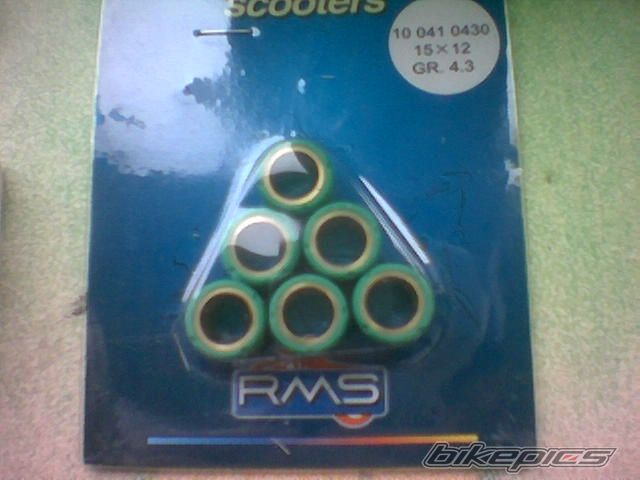 scooters
10 041 0430
15 × 12
GR. 4.3
RMS
bikepics